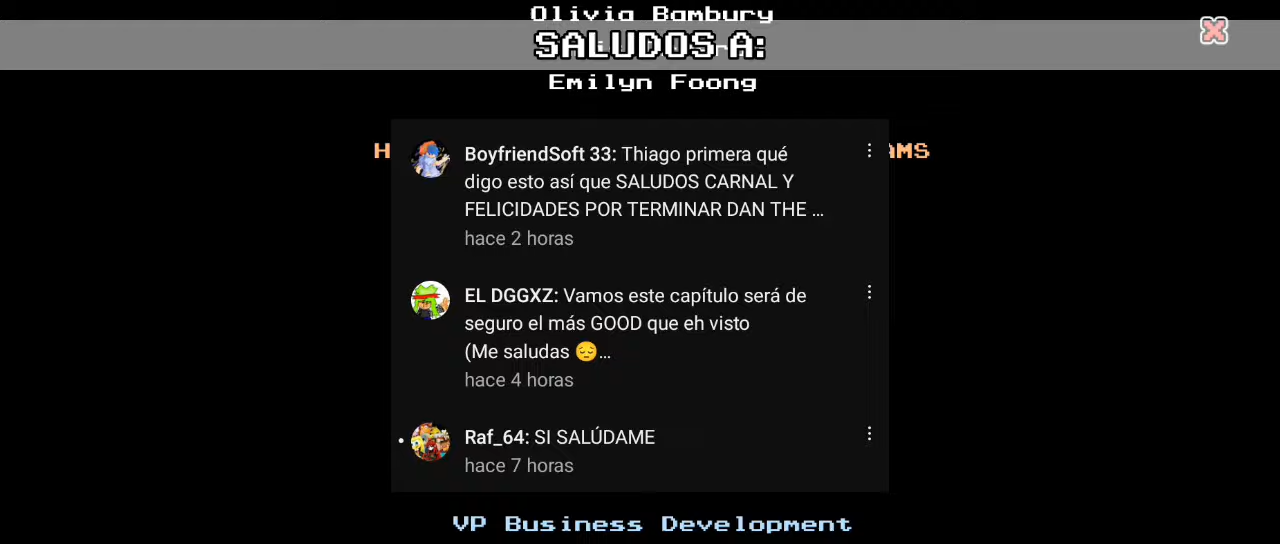 Olivia Bambury
SALUDOS A:
Emilyn Foong
H
AMS
BoyfriendSoft 33: Thiago primera qué
digo esto así que SALUDOS CARNAL Y
FELICIDADES POR TERMINAR DAN THE ...
hace 2 horas
EL DGGXZ: Vamos este capítulo será de
seguro el más GOOD que eh visto
(Me saludas 😔...
hace 4 horas
Raf_64: SI SALÚDAME
hace 7 horas
VP Business Development